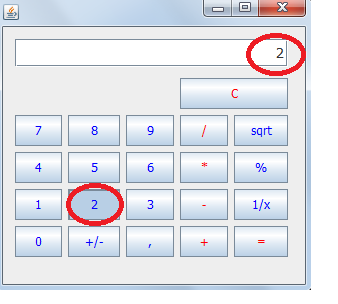 2
C
7 8 9 / sqrt
4 5 6 * %
1 2 3 - 1/x
0 +/- , + =